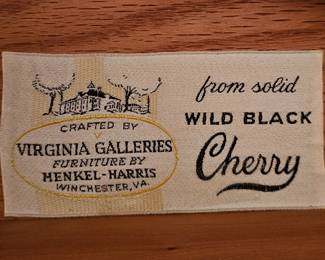 CRAFTED BY
VIRGINIA GALLERIES
FURNITURE BY
HENKEL-HARRIS
WINCHESTER, VA.
from solid
WILD BLACK
Cherry